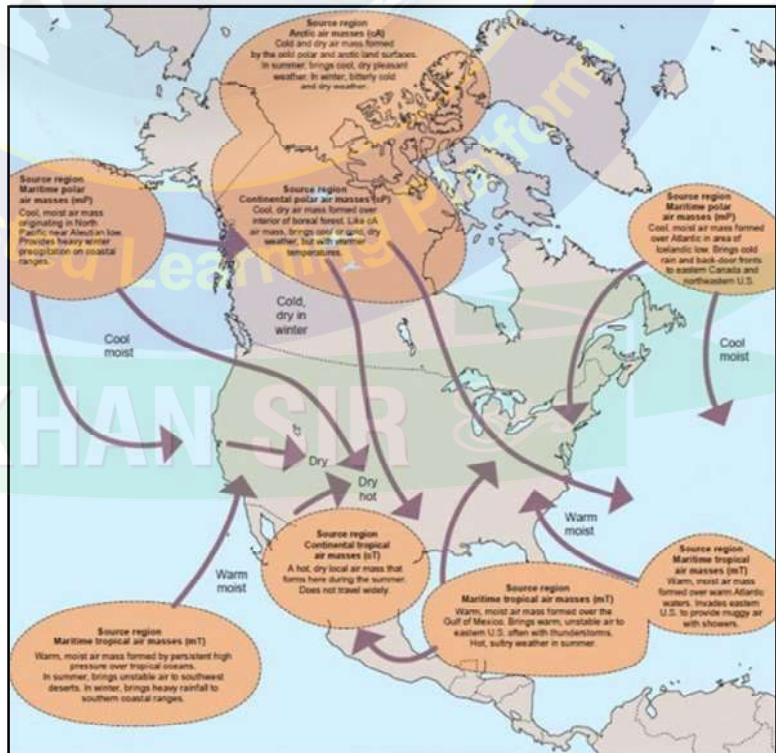 Source region
Arctic air masses (cA)
Cold and dry air mass formed
by the cold polar and arctic land surfaces.
In summer, brings cool, dry pleasant
weather. In winter, bitterly cold
and dry weather.
Source region
Maritime polar
air masses (mP)
Cool, moist air mass
originating in North
Pacific near Aleutian low.
Provides heavy winter
precipitation on coastal
ranges.
Source region
Continental polar air masses (cP)
Cool, dry air mass formed over
interior of boreal forest. Like cA
air mass, brings cool or cold, dry
weather, but with warmer
temperatures.
Source region
Maritime polar
air masses (mP)
Cool, moist air mass formed
over Atlantic in area of
Icelandic low. Brings cold
rain and back-door fronts
to eastern Canada and
northeastern U.S.
Cold,
dry in
winter
Cool
moist
Cool
moist
KHAN SIR
Learning Platform
Dry
Dry
hot
Warm
moist
Warm
moist
Source region
Continental tropical
air masses (cT)
A hot, dry local air mass that
forms here during the summer.
Does not travel widely.
Source region
Maritime tropical
air masses (mT)
Warm, moist air mass
formed over warm Atlantic
waters. Invades eastern
U.S. to provide muggy air
with showers.
Source region
Maritime tropical air masses (mT)
Warm, moist air mass formed over the
Gulf of Mexico. Brings warm, unstable air to
eastern U.S. often with thunderstorms.
Hot, sultry weather in summer.
Source region
Maritime tropical air masses (mT)
Warm, moist air mass formed by persistent high
pressure over tropical oceans.
In summer, brings unstable air to southwest
deserts. In winter, brings heavy rainfall to
southern coastal ranges.